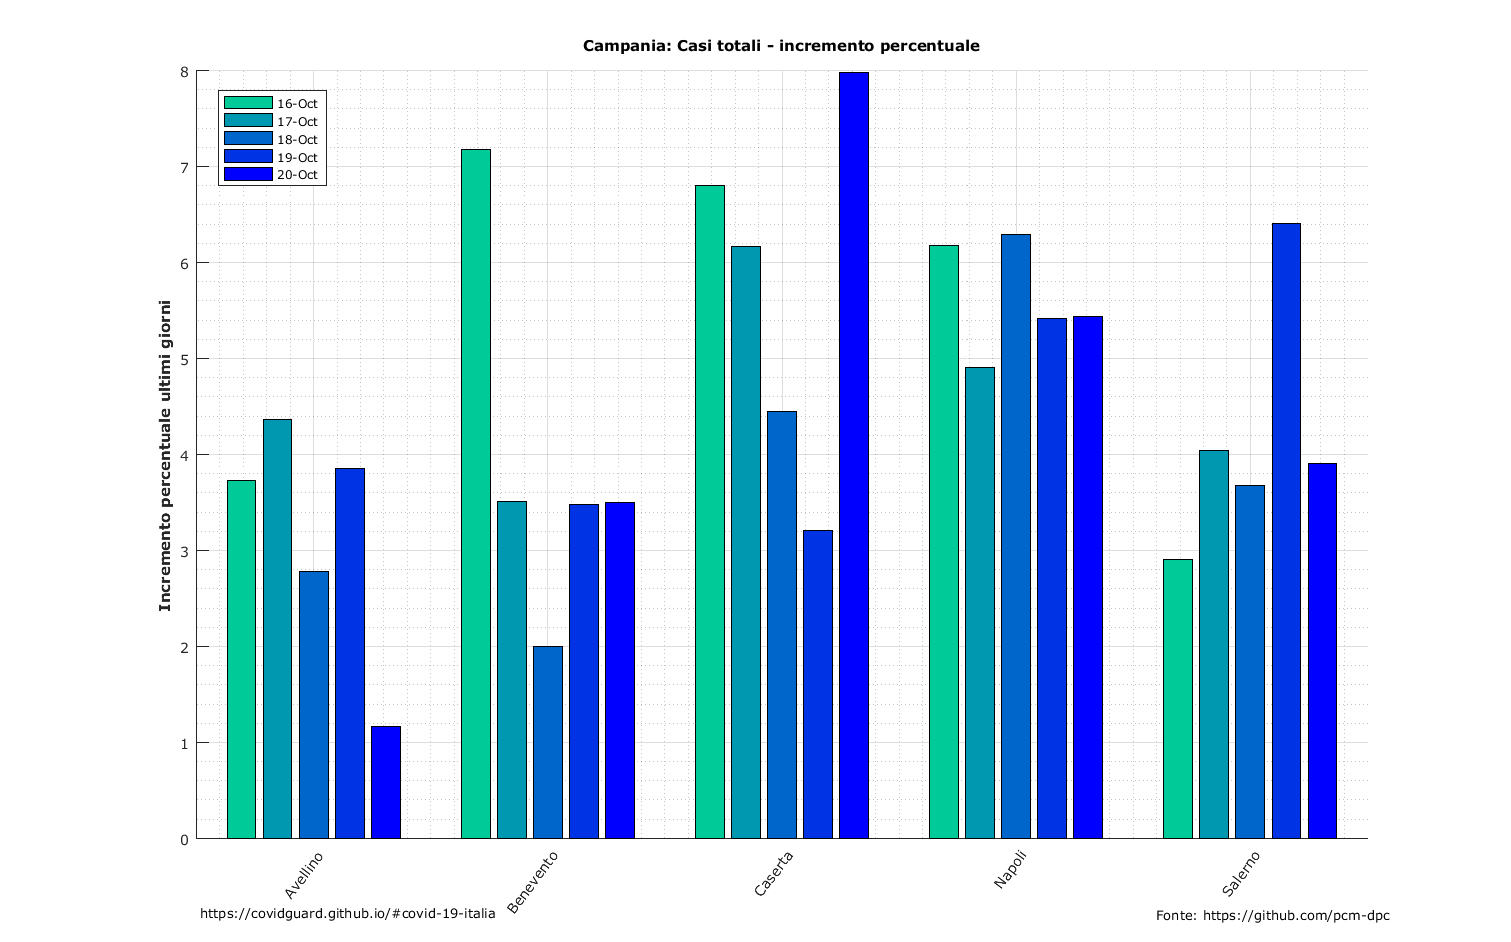 Campania: Casi totali - incremento percentuale
8
7
6
5
4
3
2
1
0
Incremento percentuale ultimi giorni
16-Oct
17-Oct
18-Oct
19-Oct
20-Oct
Avellino
Benevento
Caserta
Napoli
Salerno
https://covidguard.github.io/#covid-19-italia
Fonte: https://github.com/pcm-dpc